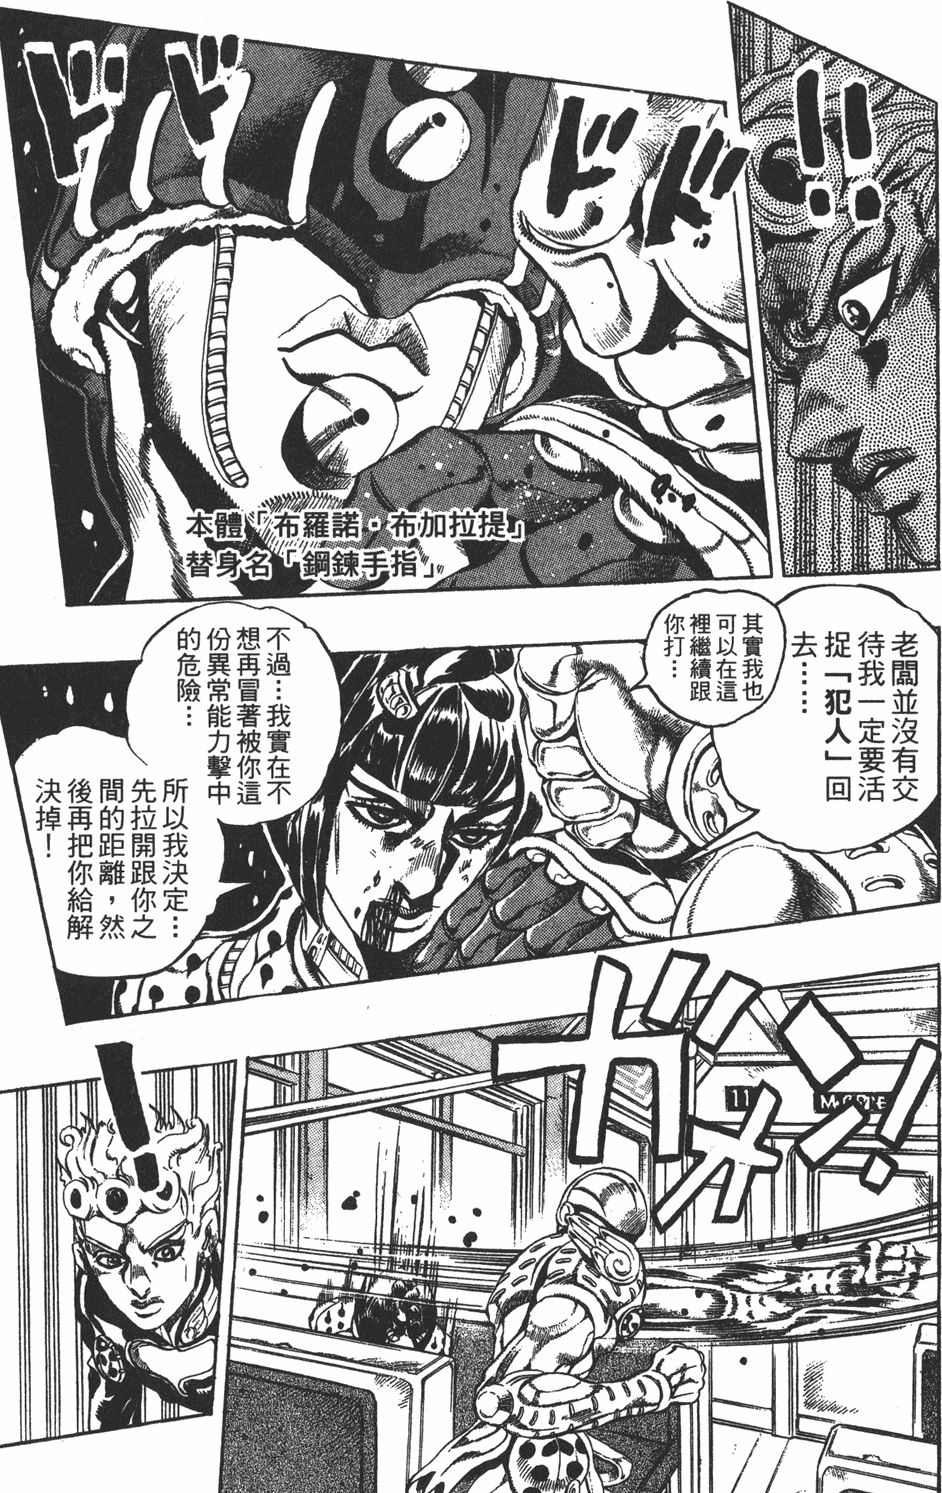 !!
ドドドドド
本體「布羅諾・布加拉提」
替身名「鋼鍊手指」
老闆並沒有交
待我一定要活
捉「犯人」回
去……
其實我也
可以在這
裡繼續跟
你打…
不過…我實在不
想再冒著被你這
份異常能力擊中
的危險…
所以我決定…
先拉開跟你之
間的距離，然
後再把你給解
決掉！
ガオン!!
11
!